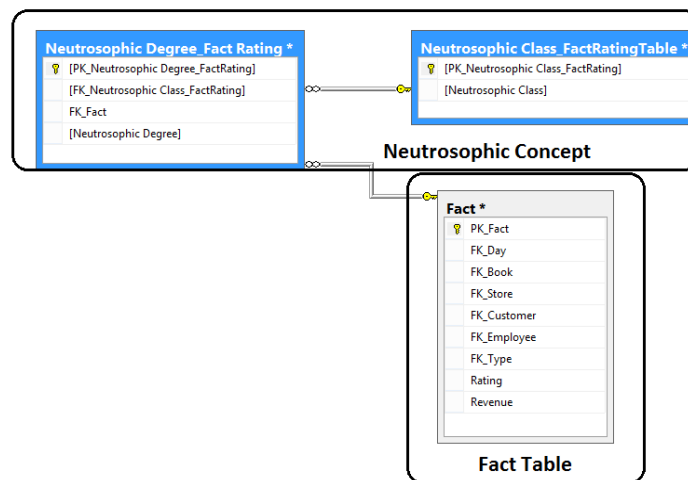 Neutrosophic Degree_Fact Rating *
[PK_Neutrosophic Degree_FactRating]
[FK_Neutrosophic Class_FactRating]
FK_Fact
[Neutrosophic Degree]
Neutrosophic Class_FactRatingTable *
[PK_Neutrosophic Class_FactRating]
[Neutrosophic Class]
Neutrosophic Concept
Fact *
PK_Fact
FK_Day
FK_Book
FK_Store
FK_Customer
FK_Employee
FK_Type
Rating
Revenue
Fact Table